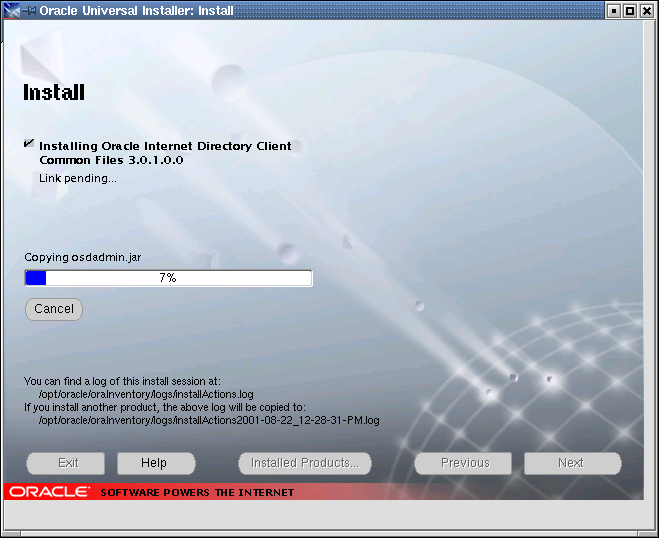 Oracle Universal Installer: Install
Install
Installing Oracle Internet Directory Client
Common Files 3.0.1.0.0
Link pending...
Copying osdadmin.jar
7%
Cancel
You can find a log of this install session at:
/opt/oracle/oraInventory/logs/installActions.log
If you install another product, the above log will be copied to:
/opt/oracle/oraInventory/logs/installActions2001-08-22_12-28-31-PM.log
Exit Help Installed Products... Previous Next
ORACLE® SOFTWARE POWERS THE INTERNET